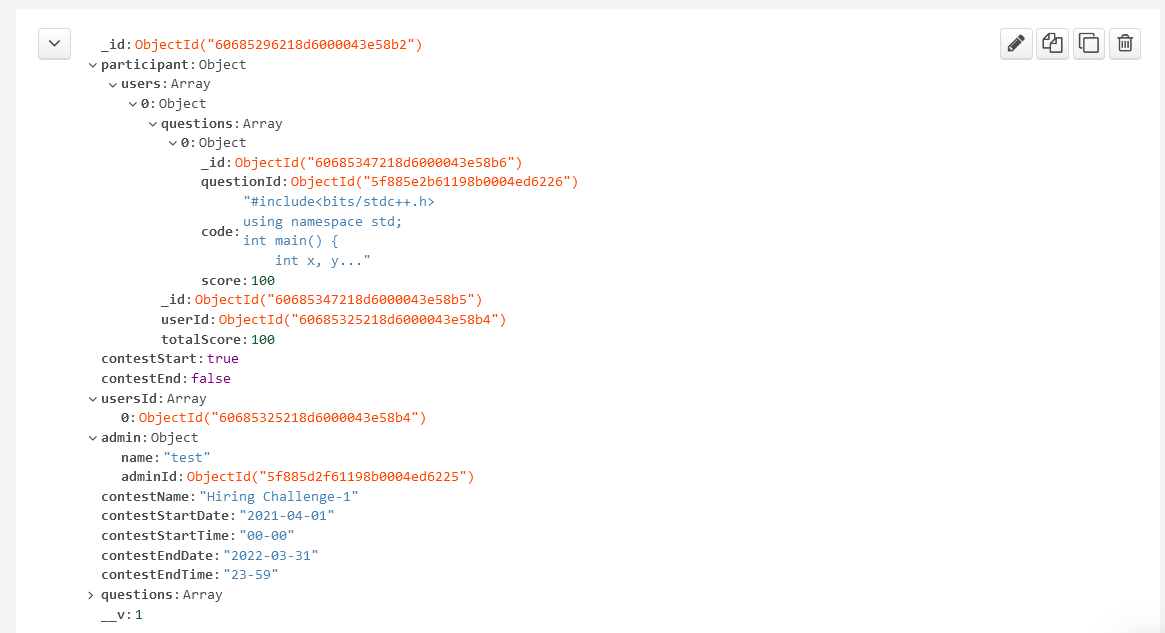 _id:ObjectId("60685296218d6000043e58b2")
participant:Object
users:Array
0:Object
questions:Array
0:Object
_id:ObjectId("60685347218d6000043e58b6")
questionId:ObjectId("5f885e2b61198b0004ed6226")
"#include<bits/stdc++.h>
using namespace std;
code:
int main() {
int x, y..."
score:100
_id:ObjectId("60685347218d6000043e58b5")
userId:ObjectId("60685325218d6000043e58b4")
totalScore:100
contestStart:true
contestEnd:false
usersId:Array
0:ObjectId("60685325218d6000043e58b4")
admin:Object
name:"test"
adminId:ObjectId("5f885d2f61198b0004ed6225")
contestName:"Hiring Challenge-1"
contestStartDate:"2021-04-01"
contestStartTime:"00-00"
contestEndDate:"2022-03-31"
contestEndTime:"23-59"
questions:Array
__v:1